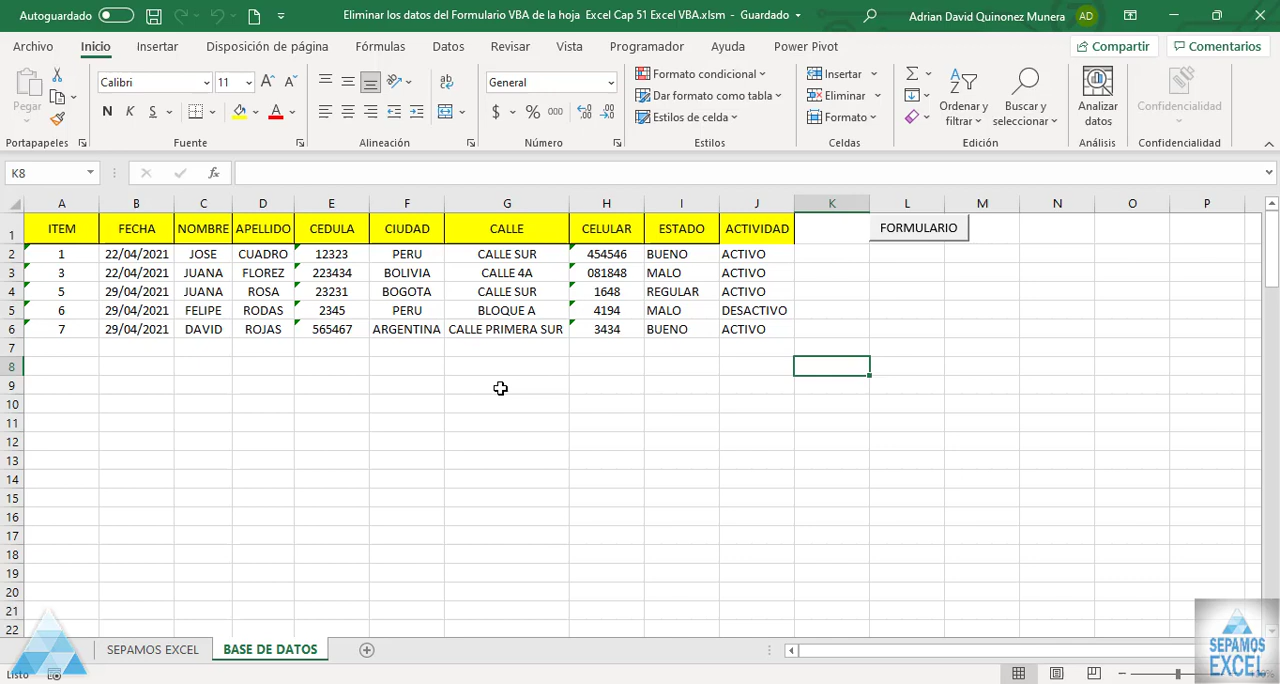 Autoguardado
Eliminar los datos del Formulario VBA de la hoja Excel Cap 51 Excel VBA.xlsm - Guardado
Adrian David Quinonez Munera AD
Archivo Inicio Insertar Disposición de página Fórmulas Datos Revisar Vista Programador Ayuda Power Pivot Compartir Comentarios
Pegar
Calibri 11
N K S
General
$ % 000
Formato condicional
Dar formato como tabla
Estilos de celda
Insertar
Eliminar
Formato
Ordenar y filtrar
Buscar y seleccionar
Analizar datos
Confidencialidad
Portapapeles Fuente Alineación Número Estilos Celdas Edición Análisis Confidencialidad
K8 fx
A B C D E F G H I J K L M N O P
1 ITEM FECHA NOMBRE APELLIDO CEDULA CIUDAD CALLE CELULAR ESTADO ACTIVIDAD FORMULARIO
2 1 22/04/2021 JOSE CUADRO 12323 PERU CALLE SUR 454546 BUENO ACTIVO
3 3 22/04/2021 JUANA FLOREZ 223434 BOLIVIA CALLE 4A 081848 MALO ACTIVO
4 5 29/04/2021 JUANA ROSA 23231 BOGOTA CALLE SUR 1648 REGULAR ACTIVO
5 6 29/04/2021 FELIPE RODAS 2345 PERU BLOQUE A 4194 MALO DESACTIVO
6 7 29/04/2021 DAVID ROJAS 565467 ARGENTINA CALLE PRIMERA SUR 3434 BUENO ACTIVO
7
8
9
10
11
12
13
14
15
16
17
18
19
20
21
22
SEPAMOS EXCEL BASE DE DATOS
Listo
SEPAMOS
EXCEL